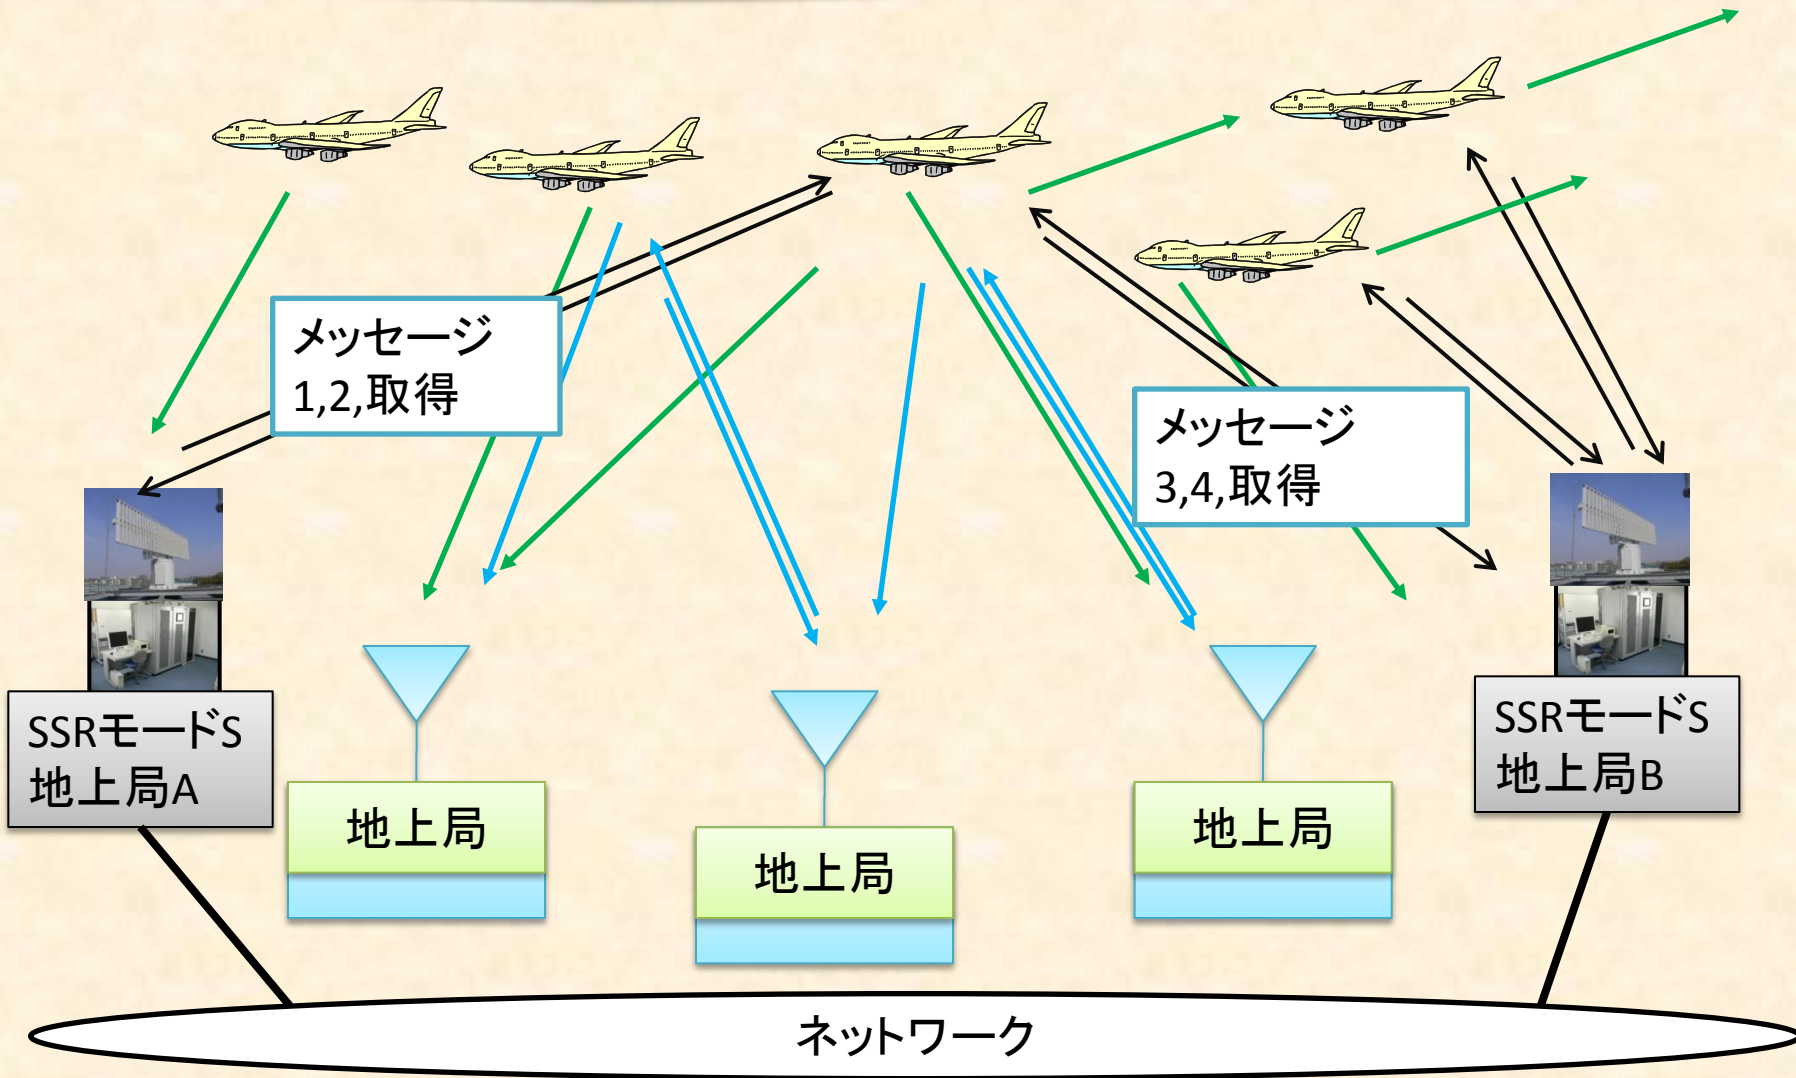 メッセージ
1,2,取得
メッセージ
3,4,取得
SSRモードS
地上局A
地上局
地上局
地上局
SSRモードS
地上局B
ネットワーク